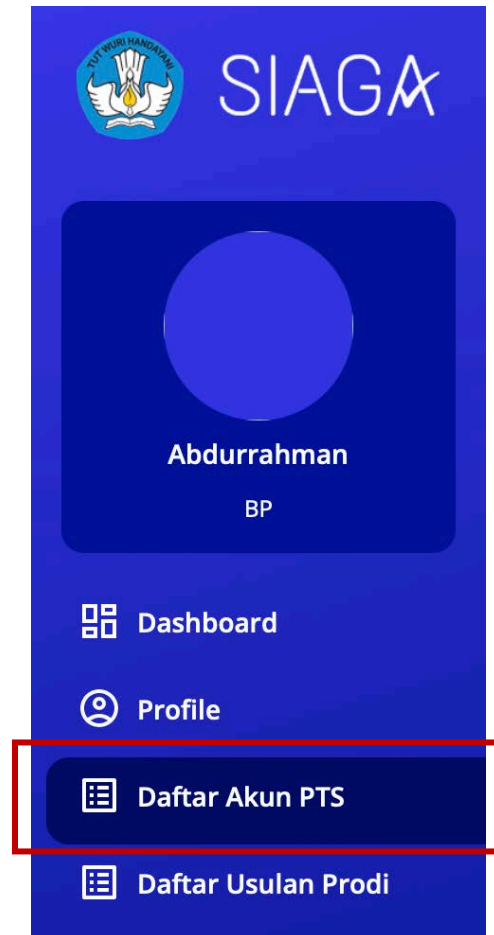 TUT WURI HANDAYANI
SIAGA
Abdurrahman
BP
Dashboard
Profile
Daftar Akun PTS
Daftar Usulan Prodi